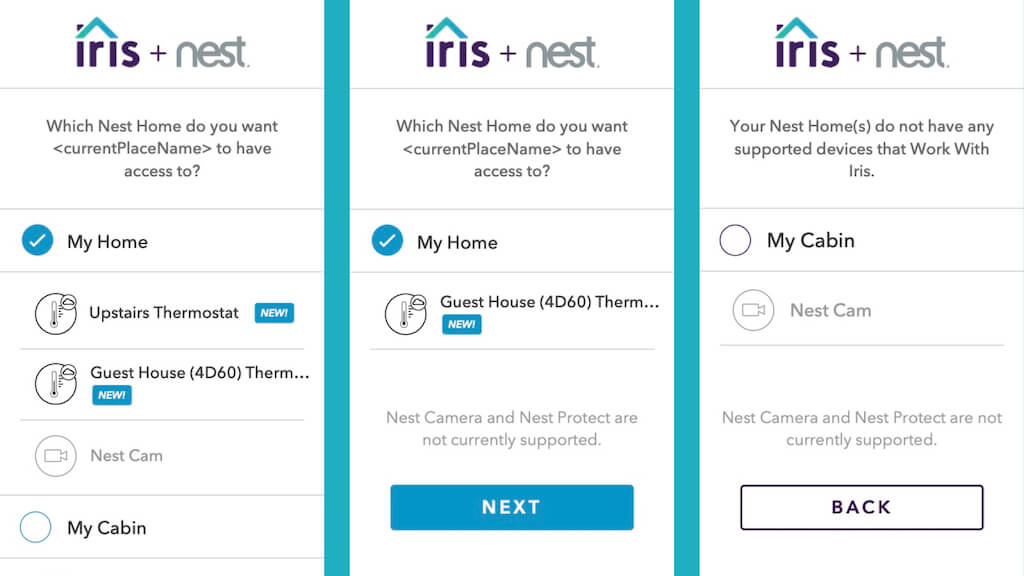 iris + nest.
Which Nest Home do you want
<currentPlaceName> to have
access to?
My Home
Upstairs Thermostat NEW!
Guest House (4D60) Therm...
NEW!
Nest Cam
My Cabin
iris + nest.
Which Nest Home do you want
<currentPlaceName> to have
access to?
My Home
Guest House (4D60) Therm...
NEW!
Nest Camera and Nest Protect are
not currently supported.
NEXT
iris + nest.
Your Nest Home(s) do not have any
supported devices that Work With
Iris.
My Cabin
Nest Cam
Nest Camera and Nest Protect are not
currently supported.
BACK